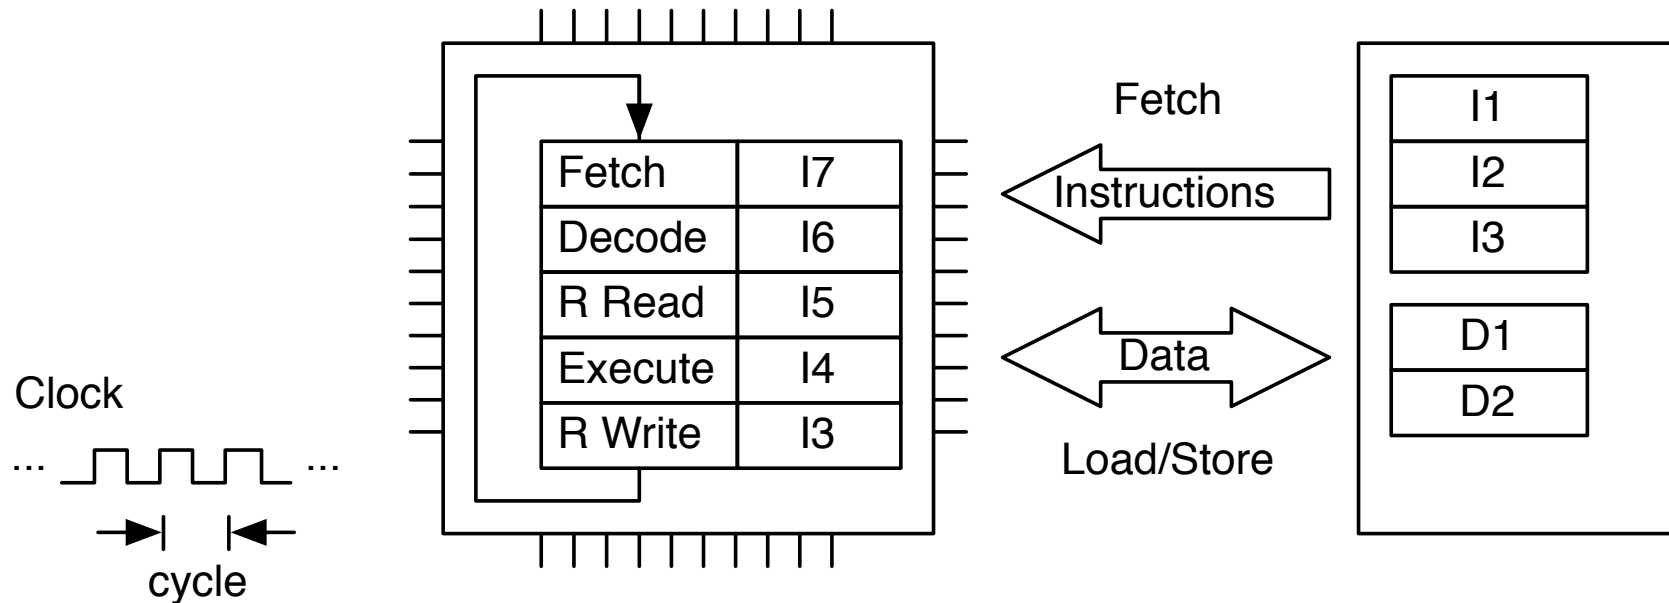 Clock
... ...
cycle
Fetch I7
Decode I6
R Read I5
Execute I4
R Write I3
Fetch
Instructions
Data
Load/Store
I1
I2
I3
D1
D2